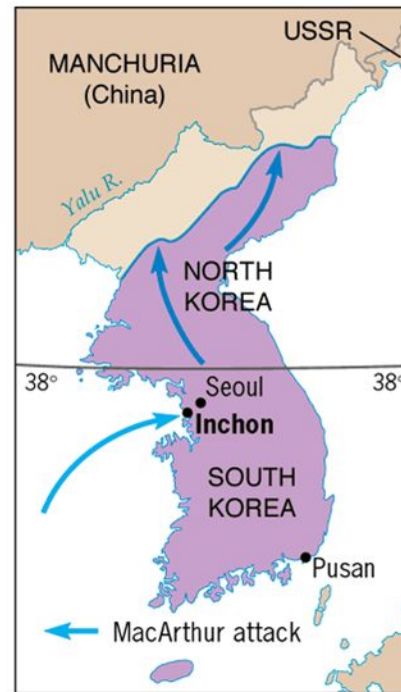 USSR
MANCHURIA
(China)
Yalu R.
NORTH
KOREA
38°
38°
Seoul
Inchon
SOUTH
KOREA
Pusan
MacArthur attack